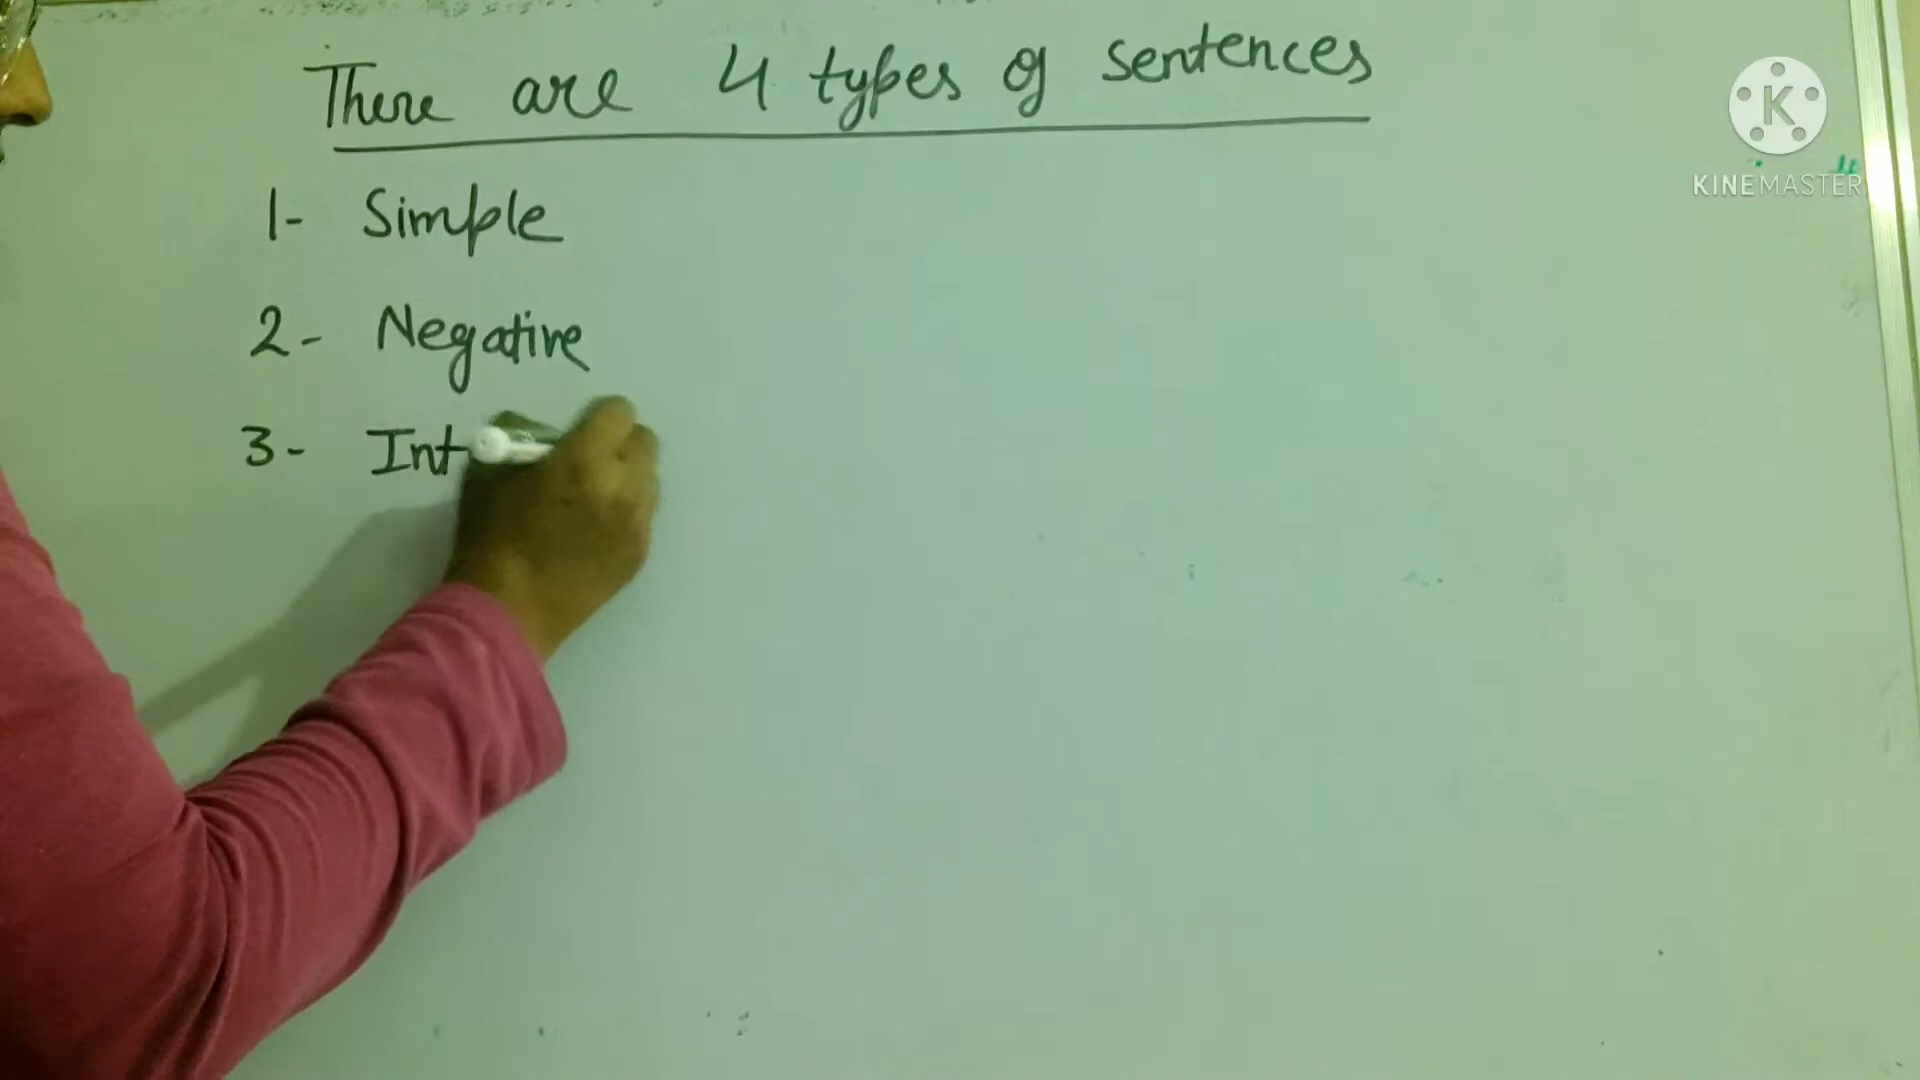 There are 4 types of sentences
1- Simple
2- Negative
3- Int
K
KINEMASTER